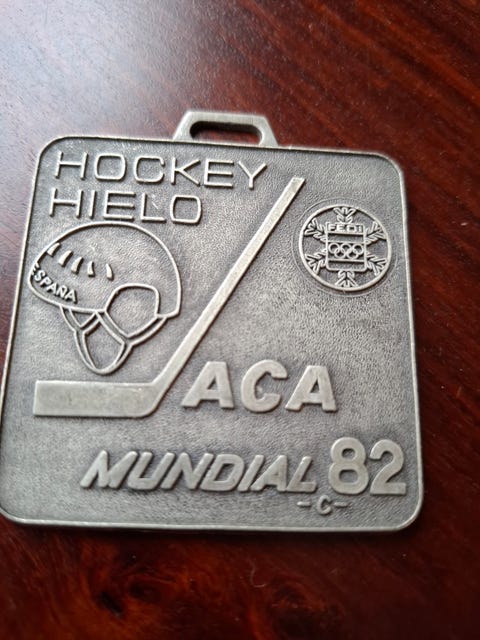 HOCKEY
HIELO
FEDI
ESPAÑA
JACA
MUNDIAL 82
-C-